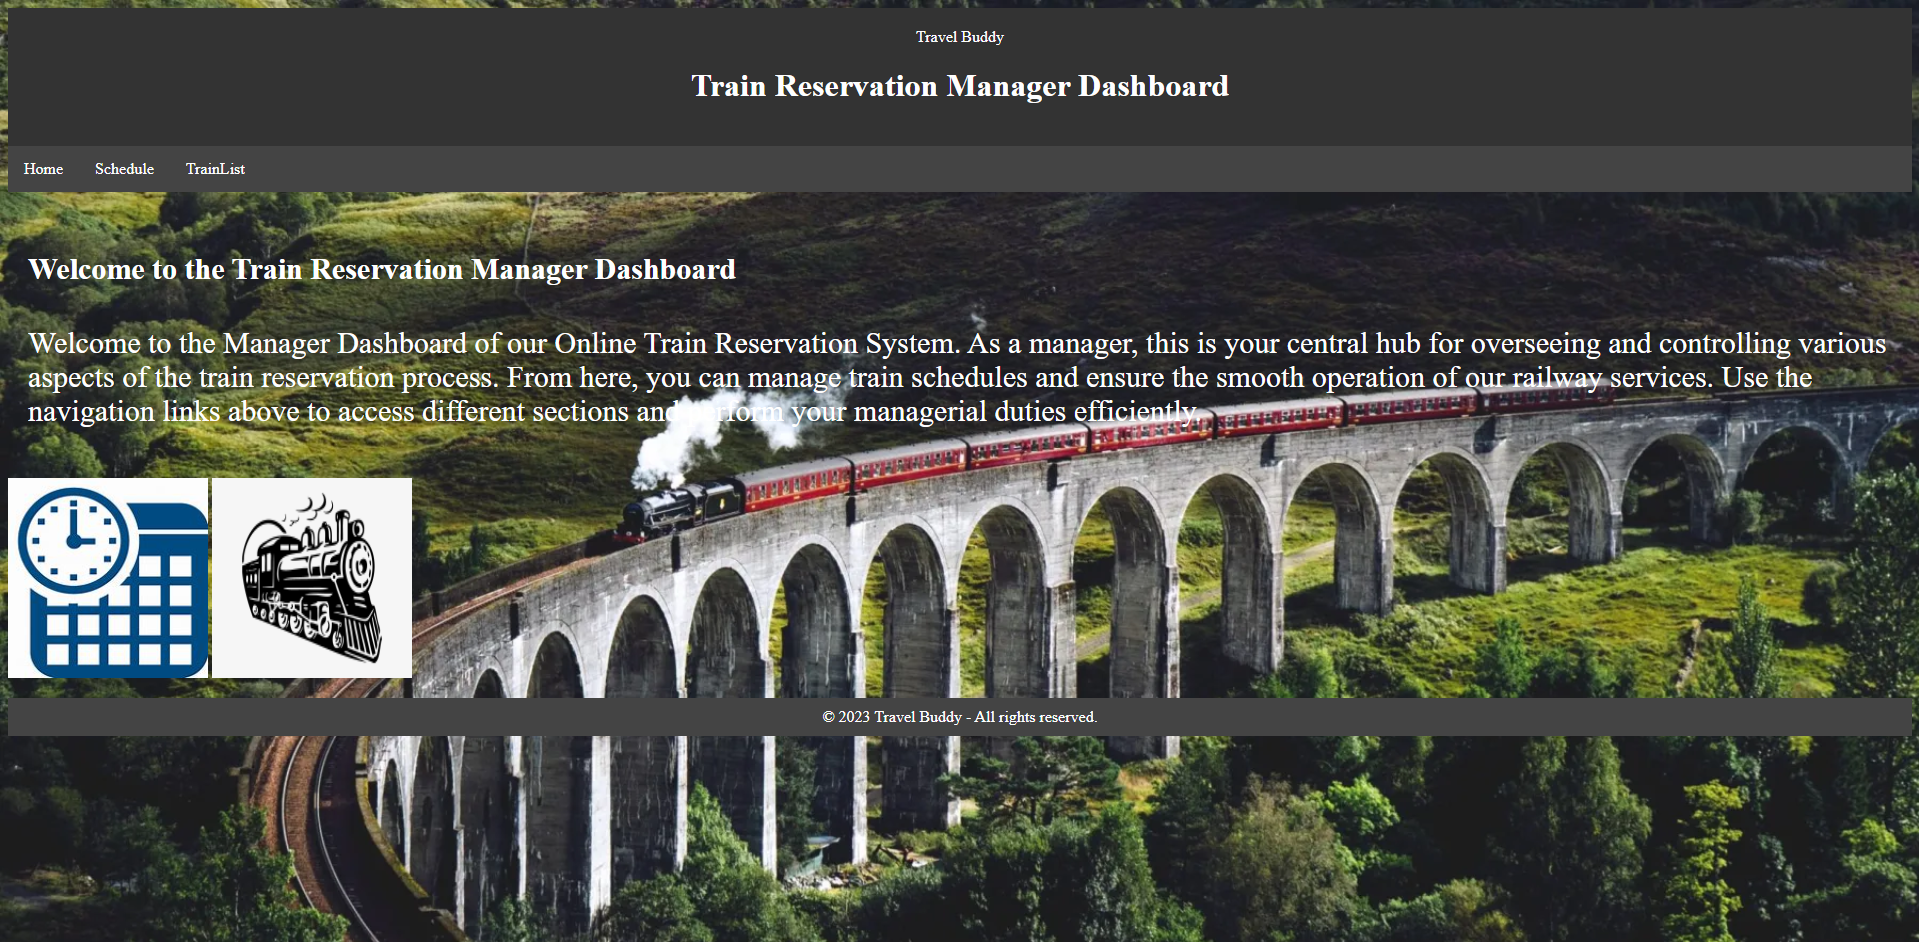 Travel Buddy
Train Reservation Manager Dashboard
Home Schedule TrainList
Welcome to the Train Reservation Manager Dashboard
Welcome to the Manager Dashboard of our Online Train Reservation System. As a manager, this is your central hub for overseeing and controlling various
aspects of the train reservation process. From here, you can manage train schedules and ensure the smooth operation of our railway services. Use the
navigation links above to access different sections and perform your managerial duties efficiently.
© 2023 Travel Buddy - All rights reserved.